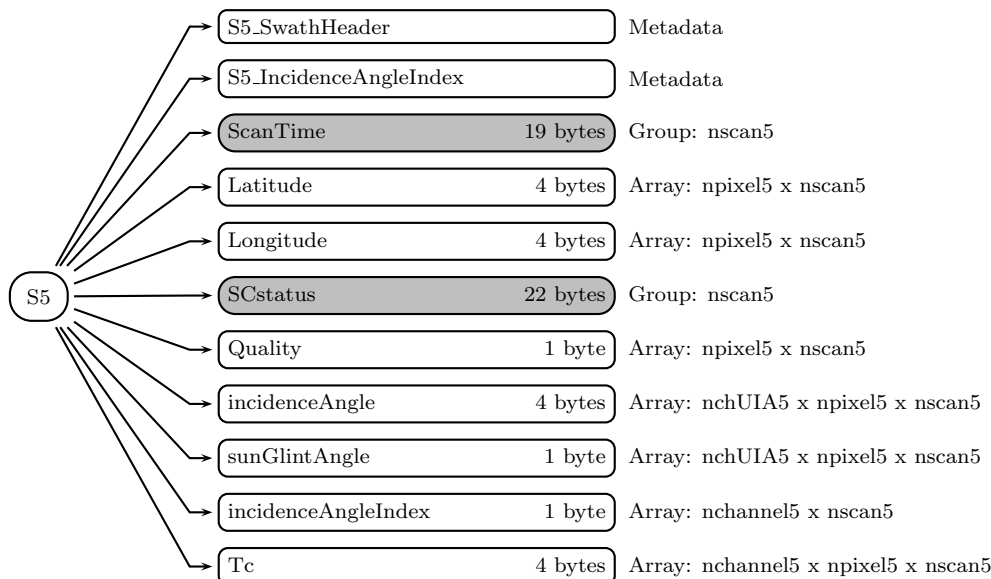 S5_SwathHeader Metadata
S5_IncidenceAngleIndex Metadata
ScanTime 19 bytes Group: nscan5
Latitude 4 bytes Array: npixel5 x nscan5
Longitude 4 bytes Array: npixel5 x nscan5
S5 SCstatus 22 bytes Group: nscan5
Quality 1 byte Array: npixel5 x nscan5
incidenceAngle 4 bytes Array: nchUIA5 x npixel5 x nscan5
sunGlintAngle 1 byte Array: nchUIA5 x npixel5 x nscan5
incidenceAngleIndex 1 byte Array: nchannel5 x nscan5
Tc 4 bytes Array: nchannel5 x npixel5 x nscan5